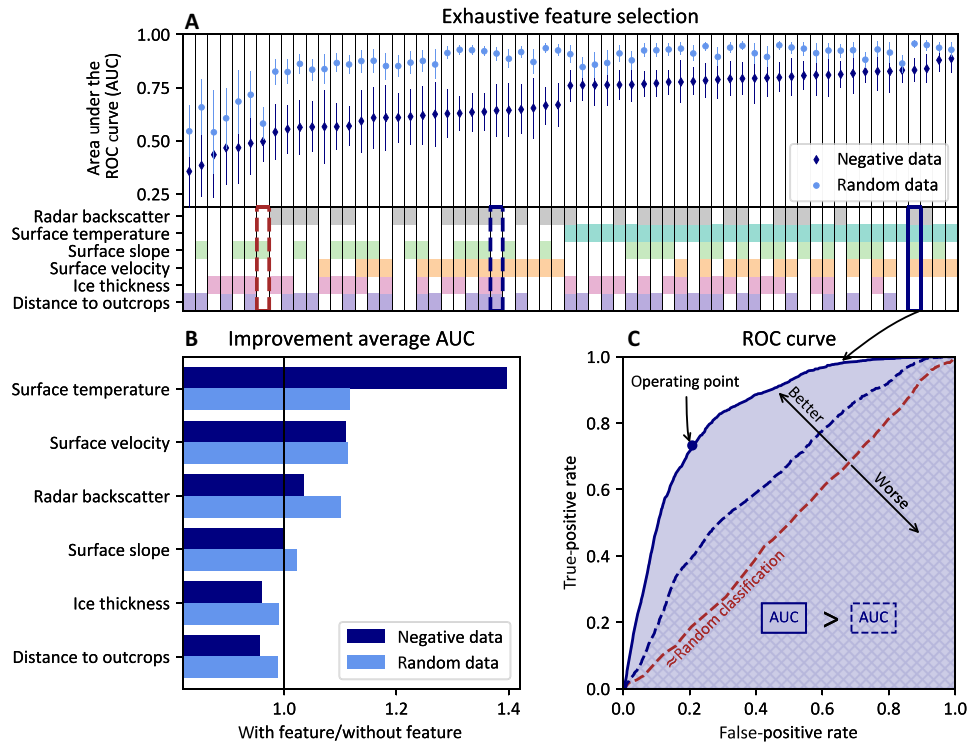 A
Exhaustive feature selection
Area under the
ROC curve (AUC)
1.00
0.75
0.50
0.25
Negative data
Random data
Radar backscatter
Surface temperature
Surface slope
Surface velocity
Ice thickness
Distance to outcrops
B
Improvement average AUC
Surface temperature
Surface velocity
Radar backscatter
Surface slope
Ice thickness
Distance to outcrops
Negative data
Random data
1.0
1.2
1.4
With feature/without feature
C
ROC curve
True-positive rate
1.0
0.8
0.6
0.4
0.2
0.0
Operating point
Better
Worse
≈Random classification
AUC > AUC
0.0
0.2
0.4
0.6
0.8
1.0
False-positive rate